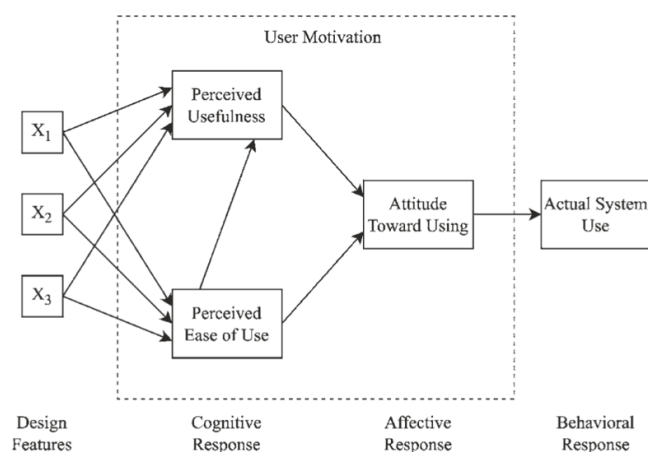 User Motivation
Perceived
Usefulness
X1
X2
X3
Attitude
Toward Using
Actual System
Use
Perceived
Ease of Use
Design
Features
Cognitive
Response
Affective
Response
Behavioral
Response